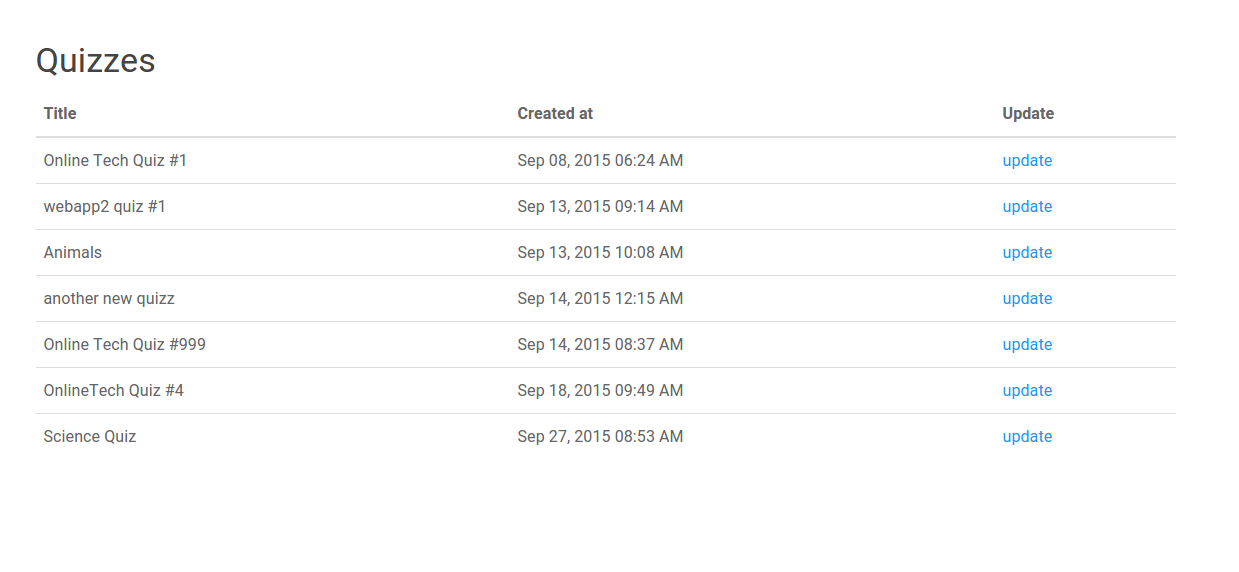 Quizzes
Title Created at Update
Online Tech Quiz #1 Sep 08, 2015 06:24 AM update
webapp2 quiz #1 Sep 13, 2015 09:14 AM update
Animals Sep 13, 2015 10:08 AM update
another new quizz Sep 14, 2015 12:15 AM update
Online Tech Quiz #999 Sep 14, 2015 08:37 AM update
OnlineTech Quiz #4 Sep 18, 2015 09:49 AM update
Science Quiz Sep 27, 2015 08:53 AM update